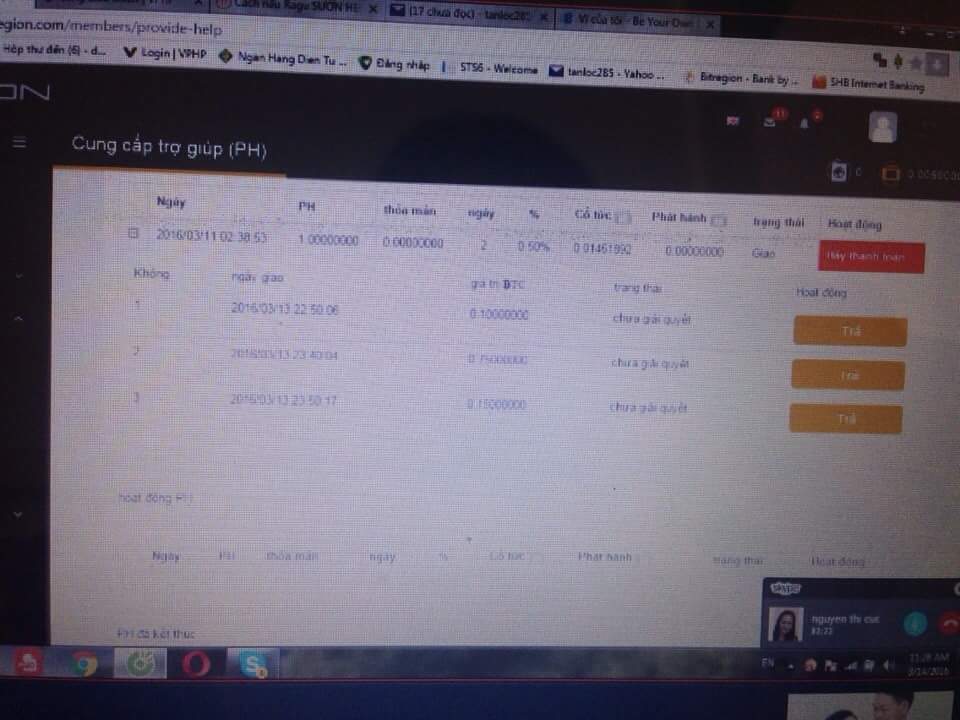 Cách nấu Ragu SƯỜN HE
(17 chưa đọc) - tanloc285
Ví của tôi - Be Your Own
egion.com/members/provide-help
Hộp thư đến (6) - d...
Login | VPHP
Ngan Hang Dien Tu ...
Đăng nhập
STS6 - Welcome
tanloc285 - Yahoo ...
Bitregion - Bank by ...
SHB Internet Banking
ON
11
Cung cấp trợ giúp (PH)
0
Ngày PH thỏa mãn ngày % Cổ tức Phát hành trạng thái Hoạt động
2016/03/11 02:38:53 1.00000000 0.00000000 2 0.50% 0.01461892 0.00000000 Giao Hủy thanh toán
Không ngày giao giá trị BTC trạng thái Hoạt động
1 2016/03/13 22:50:06 0.10000000 chưa giải quyết Trả
2 2016/03/13 23:40:04 0.75000000 chưa giải quyết Trả
3 2016/03/13 23:50:17 0.15000000 chưa giải quyết Trả
hoạt động PH
Ngày PH thỏa mãn ngày % Cổ tức Phát hành trạng thái Hoạt động
PH đã kết thúc
skype
nguyen thi cuc
EN
11:28 AM
3/14/2016